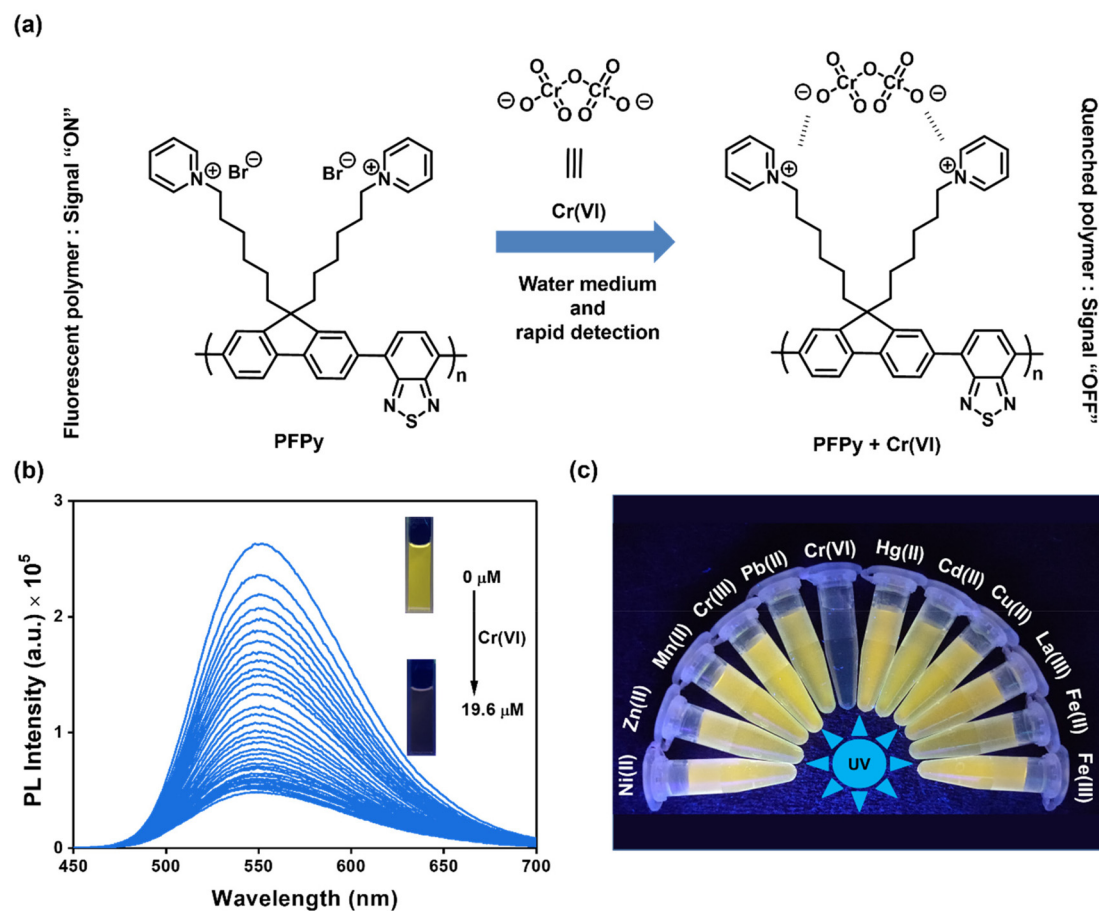 (a)
Fluorescent polymer : Signal “ON”
Br⊖
Br⊖
N⊕
N⊕
N
S
N
n
PFPy
O
O
O
O
O
⊖
O
Cr
Cr
O
⊖
Cr(VI)
Water medium
and
rapid detection
O
O
O
O
O
⊖
O
Cr
Cr
O
⊖
N⊕
N⊕
N
S
N
n
PFPy + Cr(VI)
Quenched polymer : Signal “OFF”
(b)
PL Intensity (a.u.) × 10⁵
3
2
1
0
450
500
550
600
650
700
Wavelength (nm)
0 μM
Cr(VI)
19.6 μM
(c)
Ni(II)
Zn(II)
Mn(II)
Cr(III)
Pb(II)
Cr(VI)
Hg(II)
Cd(II)
Cu(II)
La(III)
Fe(II)
Fe(III)
UV